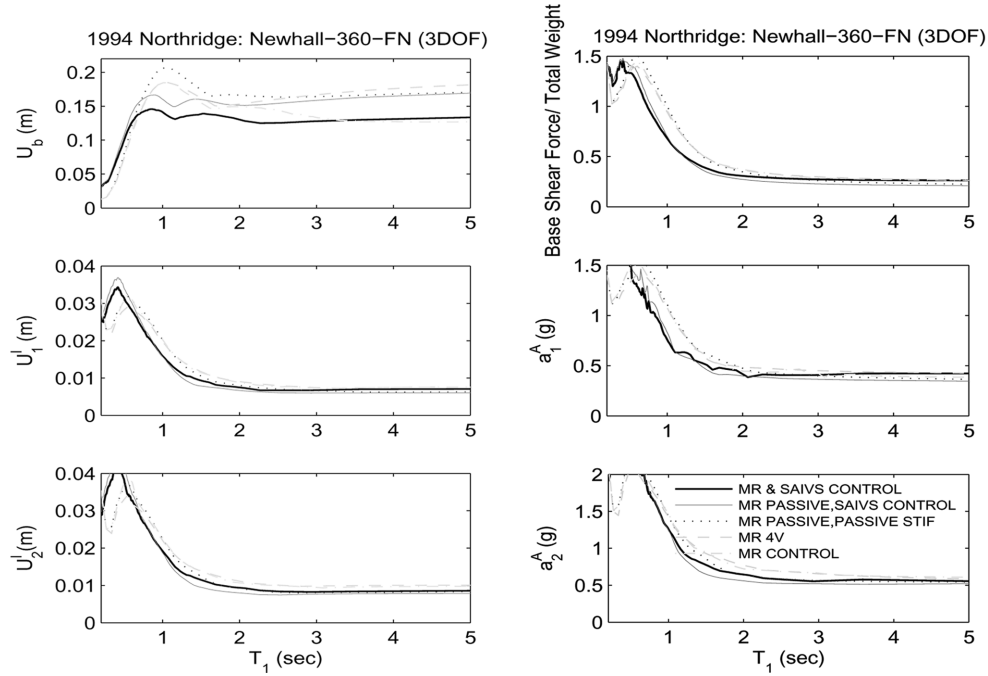 1994 Northridge: Newhall−360−FN (3DOF)
0.2
0.15
0.1
0.05
0
U_b (m)
1 2 3 4 5
0.04
0.03
0.02
0.01
0
U_1^I (m)
1 2 3 4 5
0.04
0.03
0.02
0.01
0
U_2^I (m)
1 2 3 4 5
T_1 (sec)
1994 Northridge: Newhall−360−FN (3DOF)
Base Shear Force/ Total Weight
1.5
1
0.5
0
1 2 3 4 5
1.5
1
0.5
0
a_1^A (g)
1 2 3 4 5
2
1.5
1
0.5
0
a_2^A (g)
MR & SAIVS CONTROL
MR PASSIVE,SAIVS CONTROL
MR PASSIVE,PASSIVE STIF
MR 4V
MR CONTROL
1 2 3 4 5
T_1 (sec)